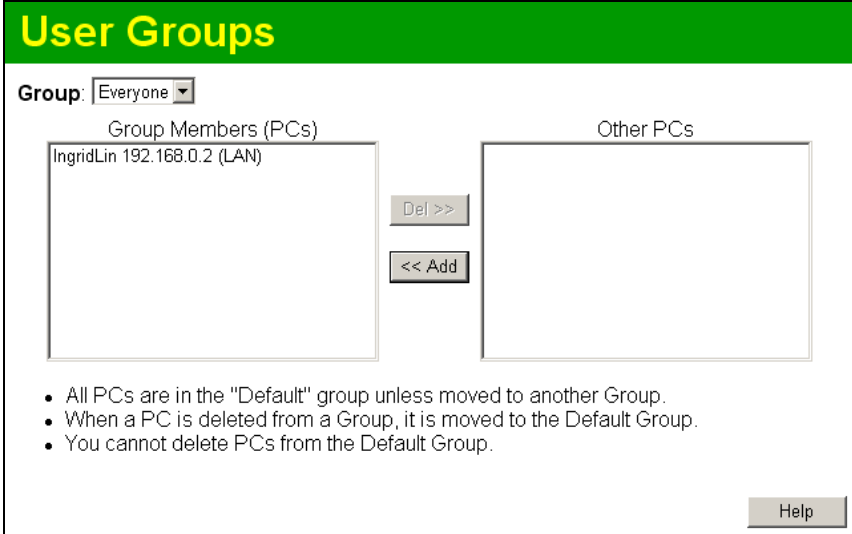 User Groups
Group: Everyone
Group Members (PCs)
Other PCs
IngridLin 192.168.0.2 (LAN)
Del >>
<< Add
All PCs are in the "Default" group unless moved to another Group.
When a PC is deleted from a Group, it is moved to the Default Group.
You cannot delete PCs from the Default Group.
Help